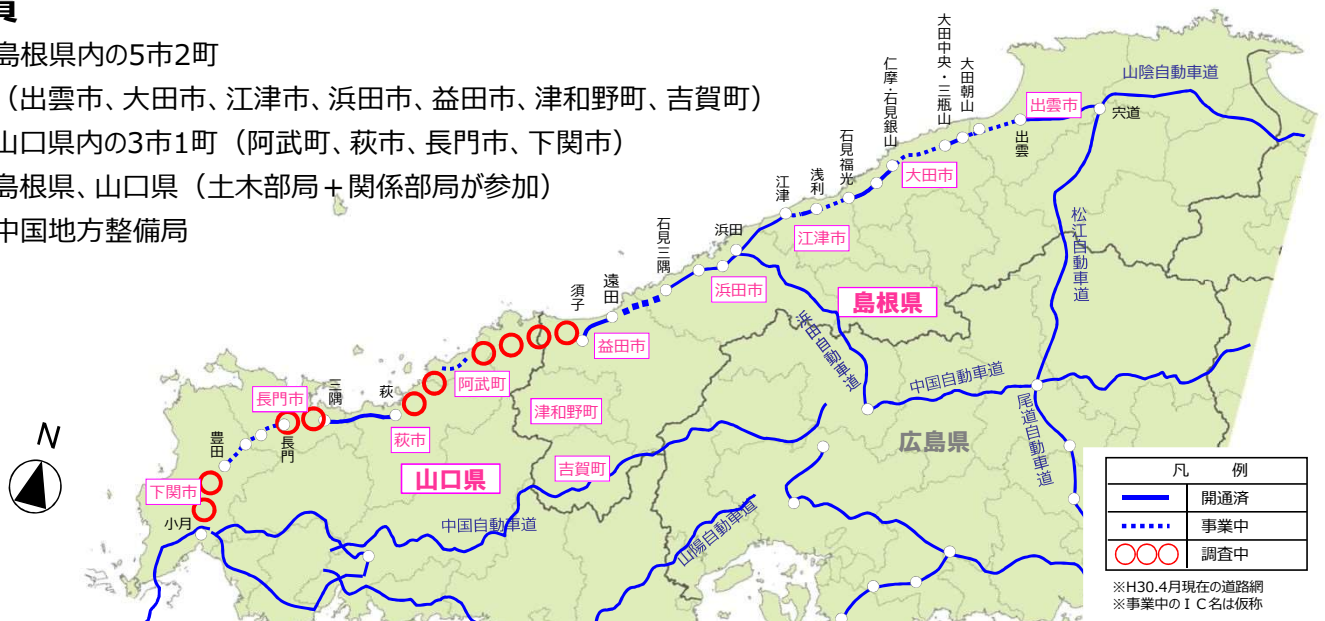 島根県内の5市2町
（出雲市、大田市、江津市、浜田市、益田市、津和野町、吉賀町）
山口県内の3市1町（阿武町、萩市、長門市、下関市）
島根県、山口県（土木部局＋関係部局が参加）
中国地方整備局
山陰自動車道
大田中央・三瓶山
大田朝山
出雲市
宍道
出雲
仁摩・石見銀山
大田市
石見福光
浅利
江津
江津市
松江自動車道
浜田
石見三隅
浜田市
島根県
遠田
須子
益田市
浜田自動車道
中国自動車道
尾道自動車道
阿武町
津和野町
広島県
萩
三隅
長門市
萩市
長門
豊田
山口県
吉賀町
下関市
小月
中国自動車道
山陽自動車道
N
凡　例
開通済
事業中
調査中
※H30.4月現在の道路網
※事業中のＩＣ名は仮称